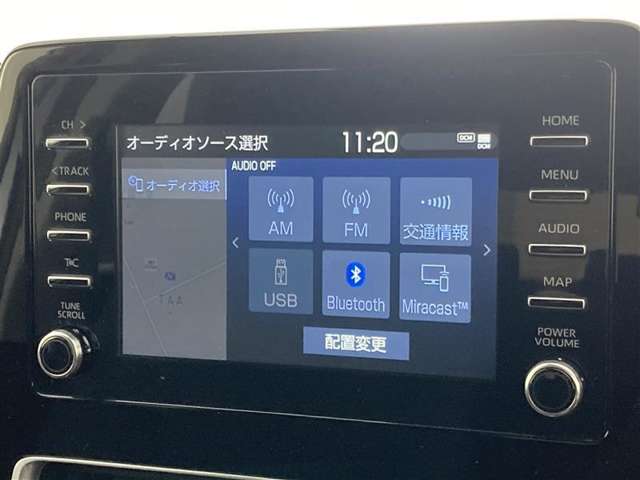 CH >
< TRACK
PHONE
TUNE
SCROLL
オーディオソース選択
11:20
DCM
DCM
オーディオ選択
AUDIO OFF
AM
FM
交通情報
USB
Bluetooth
Miracast™
配置変更
HOME
MENU
AUDIO
MAP
POWER
VOLUME